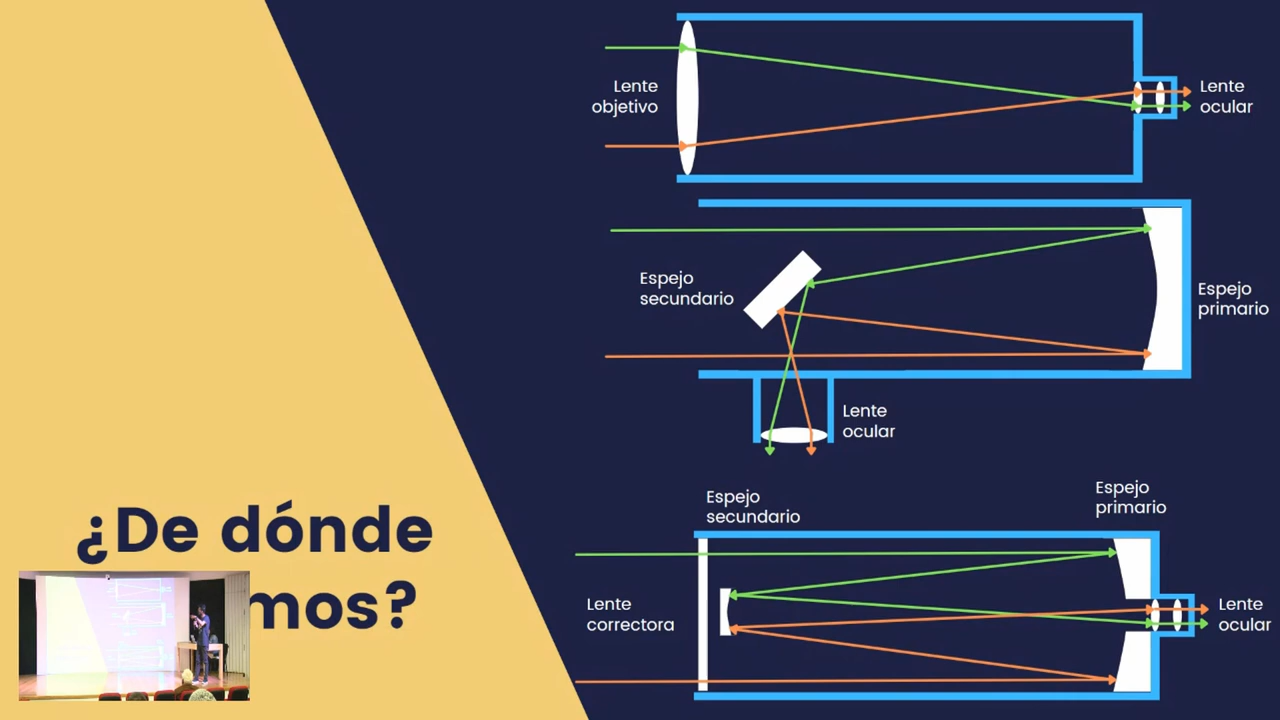 Lente
objetivo
Lente
ocular
Espejo
secundario
Espejo
primario
Lente
ocular
Espejo
secundario
Espejo
primario
Lente
correctora
Lente
ocular
¿De dónde
mos?